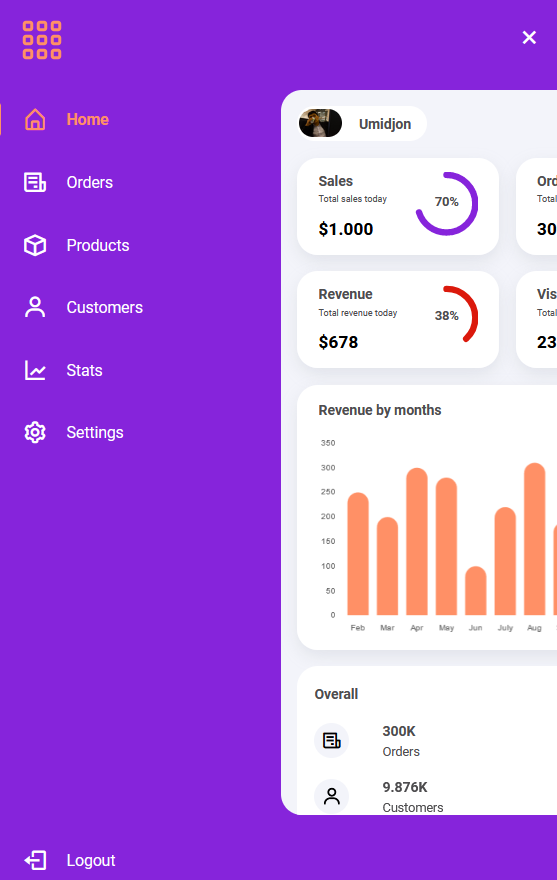 Home
Orders
Products
Customers
Stats
Settings
Logout
Umidjon
Sales
Total sales today
$1.000
70%
Ord
Total
30
Revenue
Total revenue today
$678
38%
Vis
Total
23
Revenue by months
350
300
250
200
150
100
50
0
Feb Mar Apr May Jun July Aug
Overall
300K
Orders
9.876K
Customers